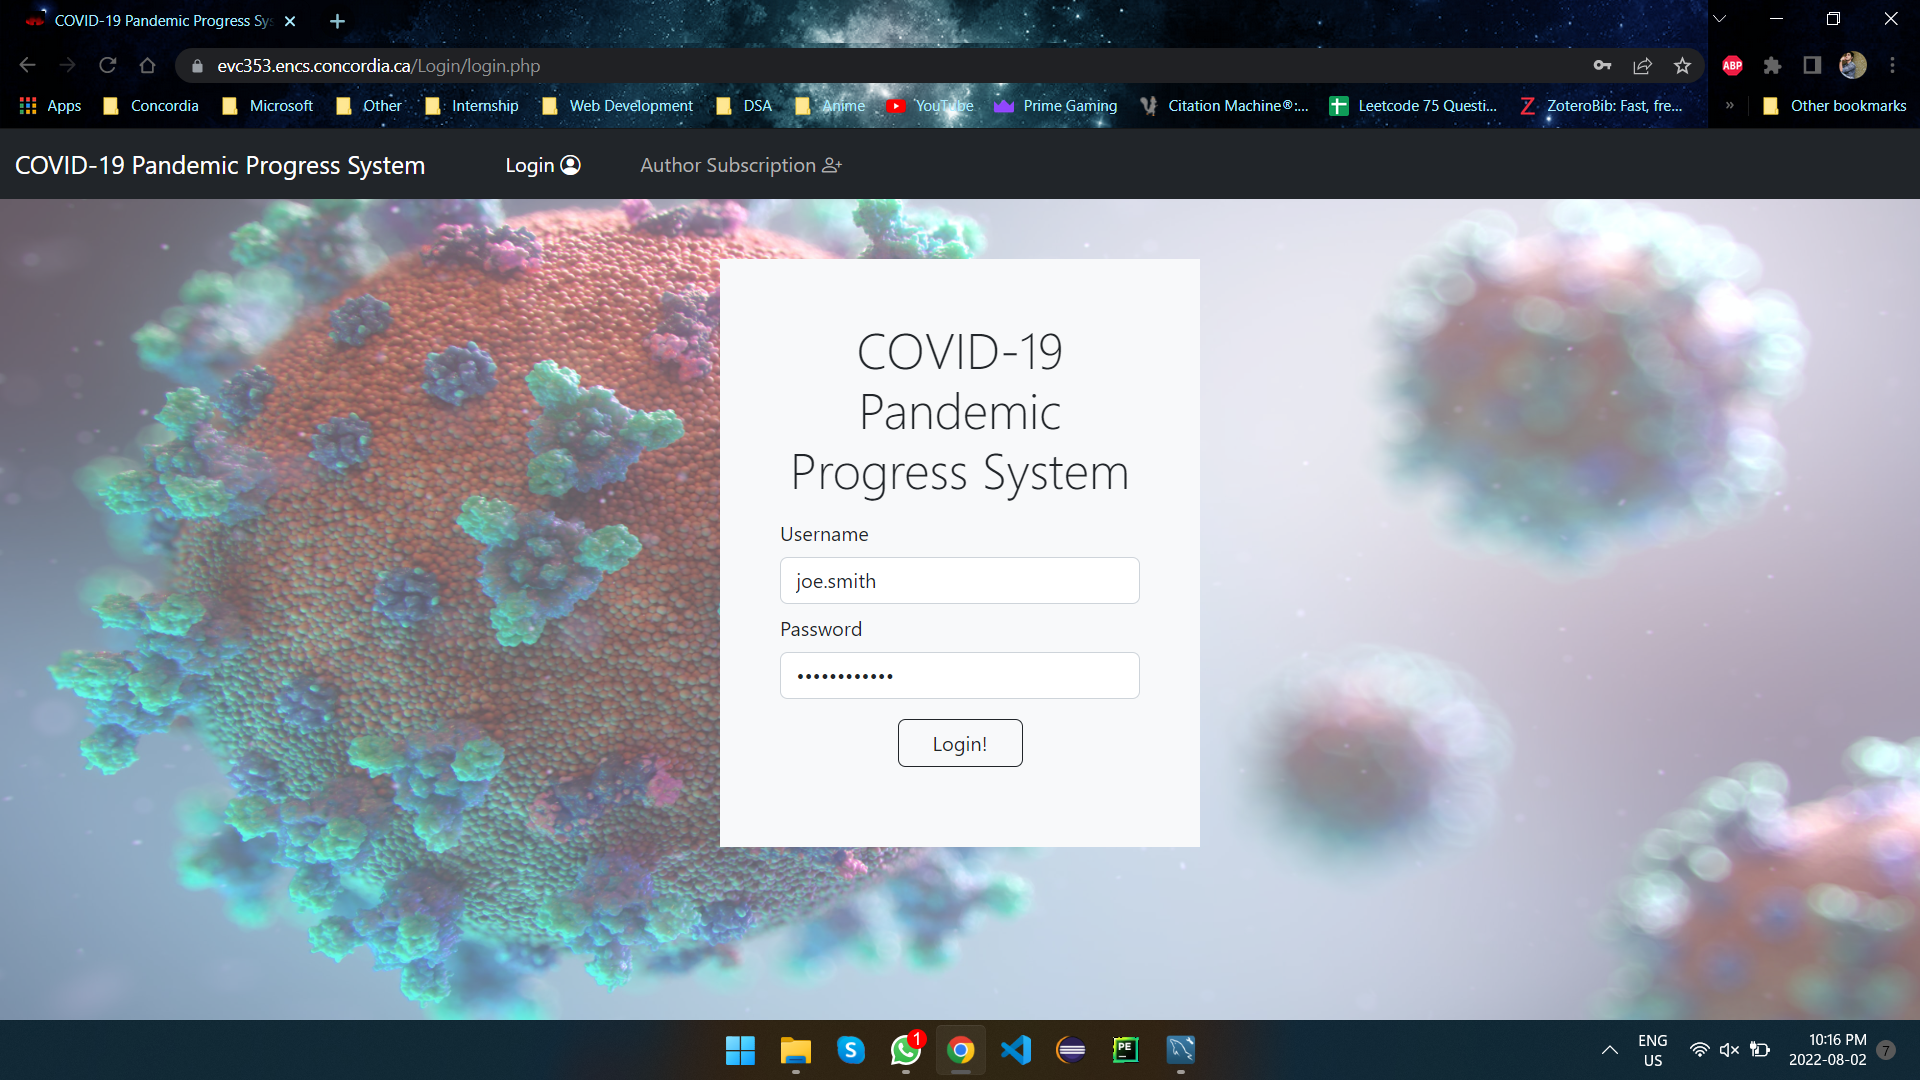 COVID-19 Pandemic Progress Sy
evc353.encs.concordia.ca/Login/login.php
ABP
Apps Concordia Microsoft Other Internship Web Development DSA Anime YouTube Prime Gaming Citation Machine®:... Leetcode 75 Questi... ZoteroBib: Fast, fre... » Other bookmarks
COVID-19 Pandemic Progress System Login Author Subscription
COVID-19
Pandemic
Progress System
Username
joe.smith
Password
••••••••••••
Login!
1
S
PE
ENG
US
10:16 PM
2022-08-02
7